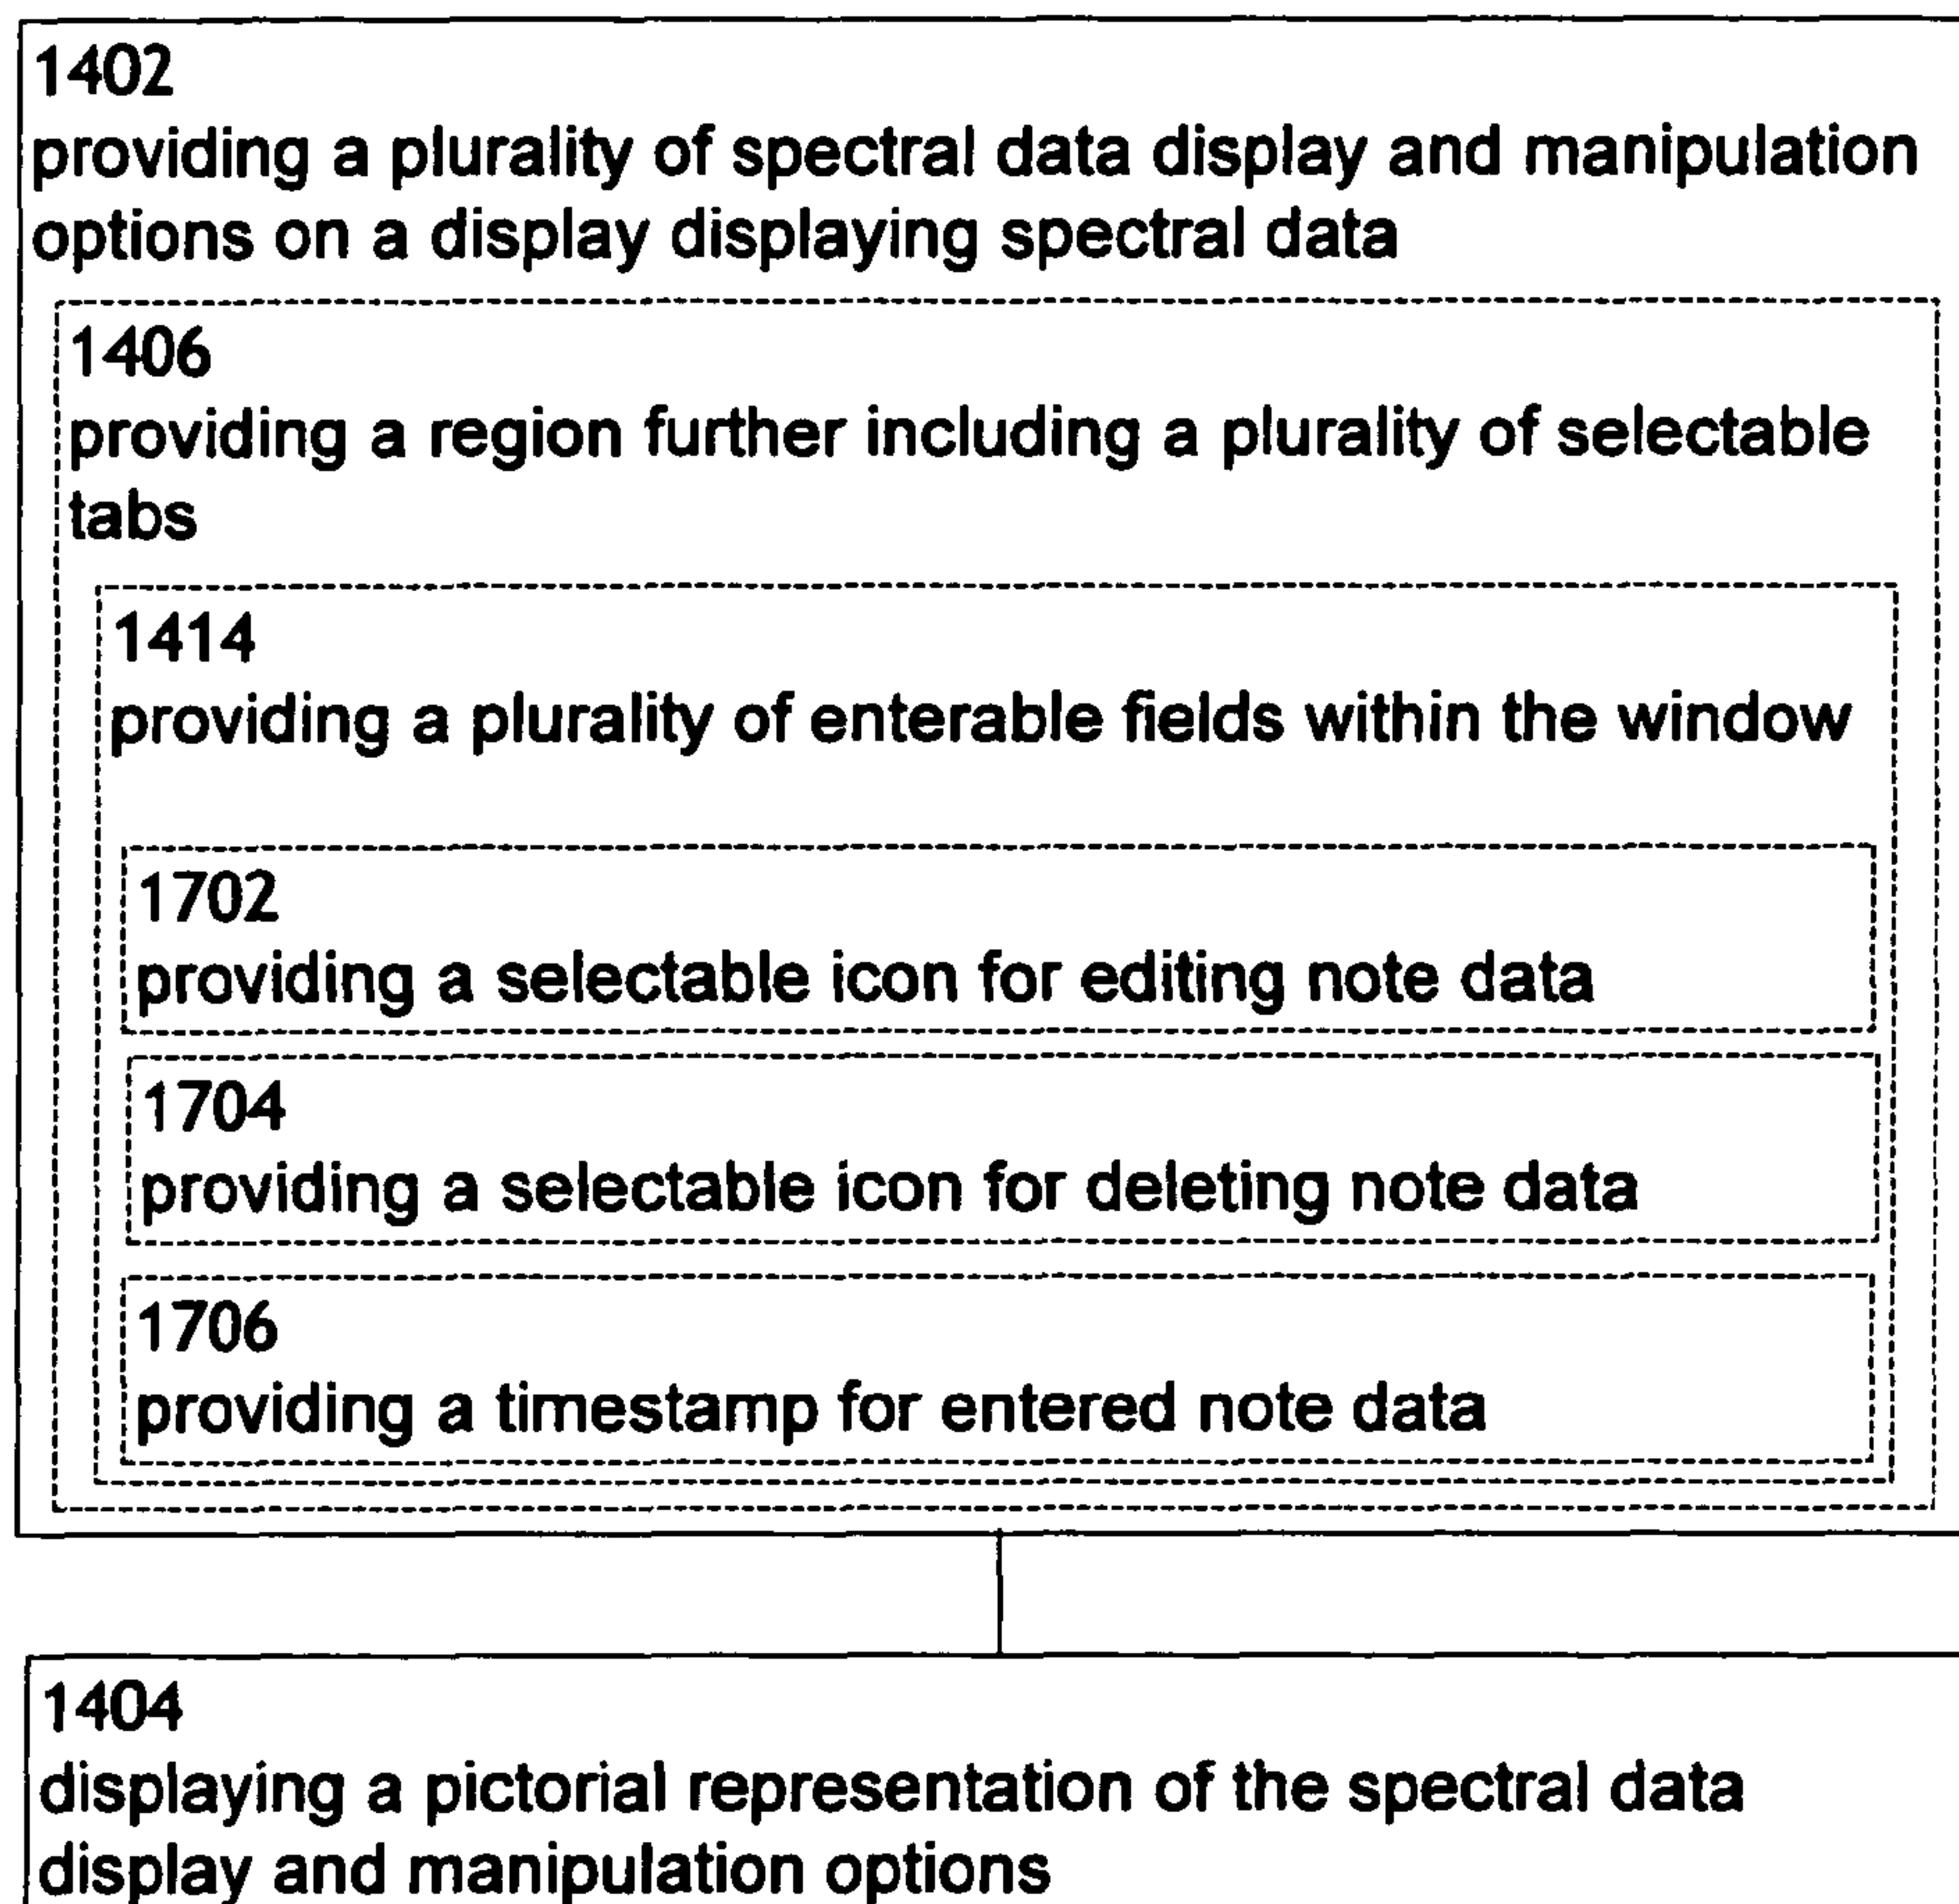 1402
providing a plurality of spectral data display and manipulation
options on a display displaying spectral data
1406
providing a region further including a plurality of selectable
tabs
1414
providing a plurality of enterable fields within the window
1702
providing a selectable icon for editing note data
1704
providing a selectable icon for deleting note data
1706
providing a timestamp for entered note data
1404
displaying a pictorial representation of the spectral data
display and manipulation options